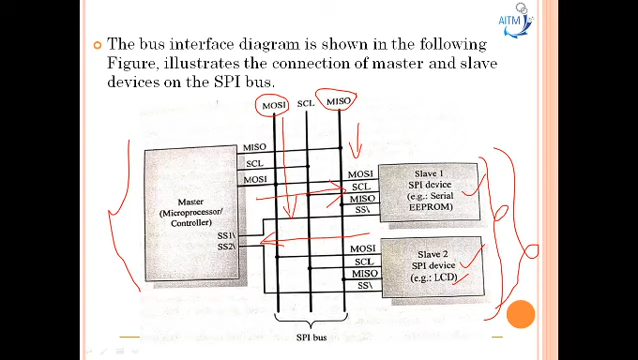 AITM
The bus interface diagram is shown in the following
Figure, illustrates the connection of master and slave
devices on the SPI bus.
MOSI SCL MISO
MISO
SCL
MOSI
Master
(Microprocessor/
Controller)
SS1\
SS2\
MOSI
SCL
MISO
SS\
Slave 1
SPI device
(e.g.: Serial
EEPROM)
MOSI
SCL
MISO
SS\
Slave 2
SPI device
(e.g.: LCD)
SPI bus